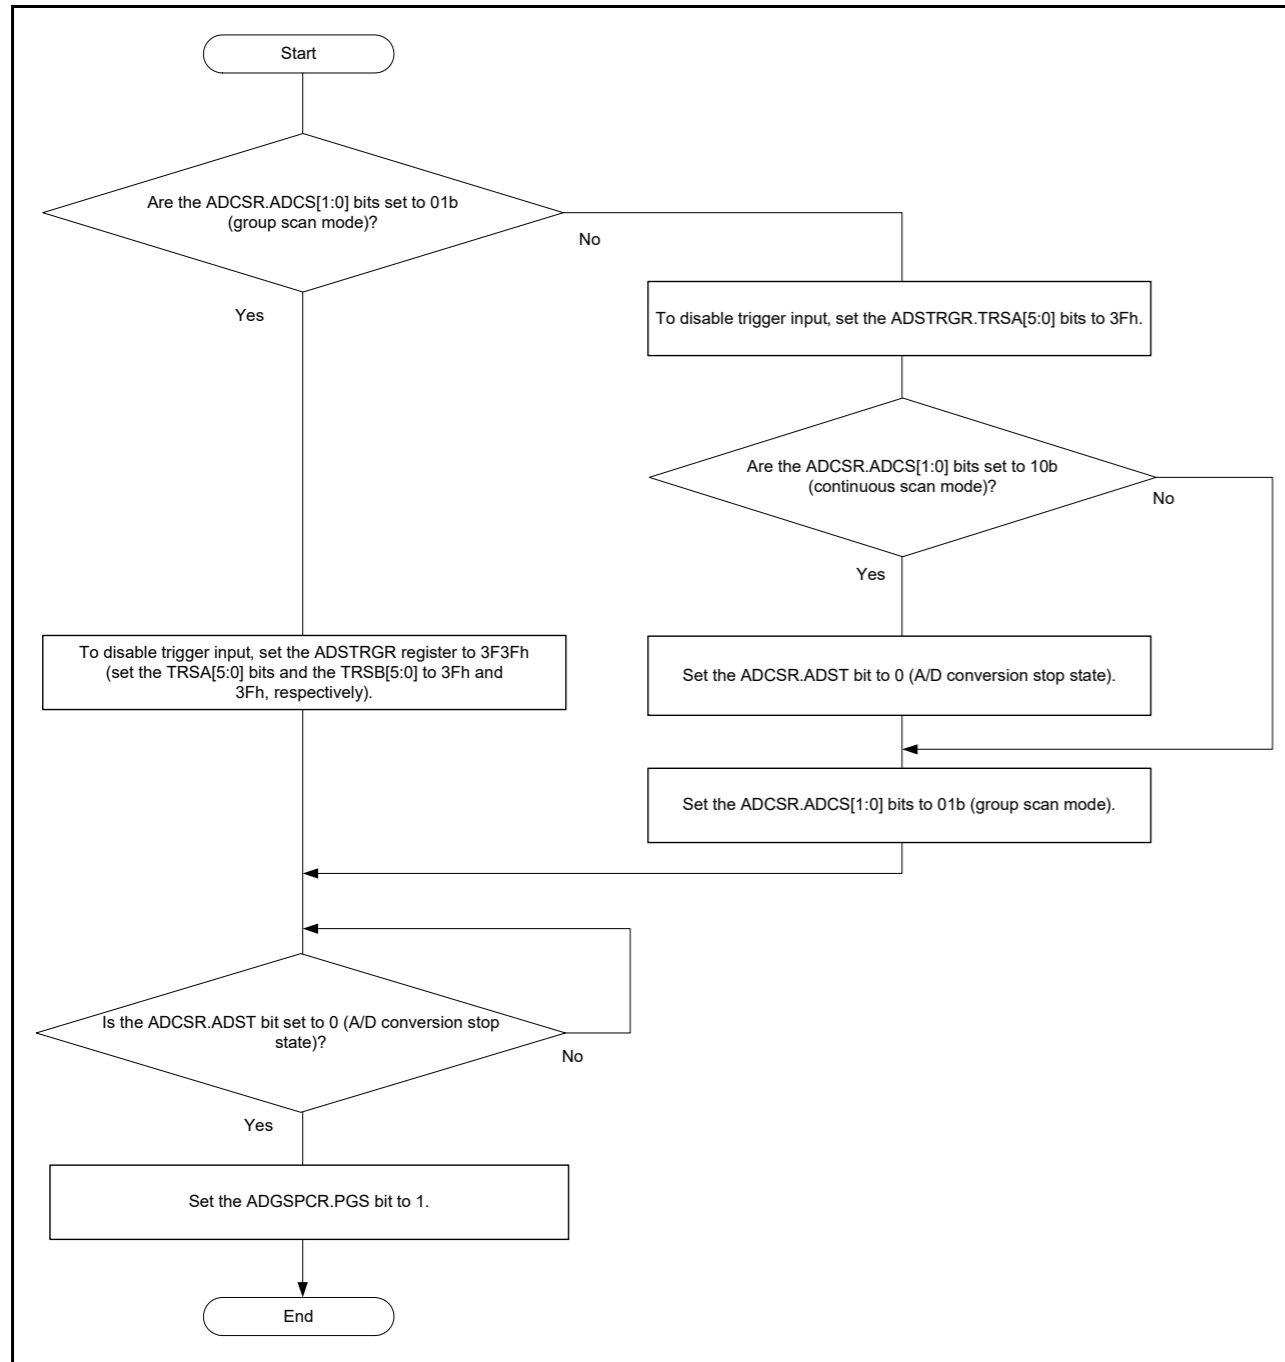 Start
Are the ADCSR.ADCS[1:0] bits set to 01b
(group scan mode)?
No
Yes
To disable trigger input, set the ADSTRGR.TRSA[5:0] bits to 3Fh.
Are the ADCSR.ADCS[1:0] bits set to 10b
(continuous scan mode)?
No
Yes
To disable trigger input, set the ADSTRGR register to 3F3Fh
(set the TRSA[5:0] bits and the TRSB[5:0] to 3Fh and
3Fh, respectively).
Set the ADCSR.ADST bit to 0 (A/D conversion stop state).
Set the ADCSR.ADCS[1:0] bits to 01b (group scan mode).
Is the ADCSR.ADST bit set to 0 (A/D conversion stop
state)?
No
Yes
Set the ADGSPCR.PGS bit to 1.
End